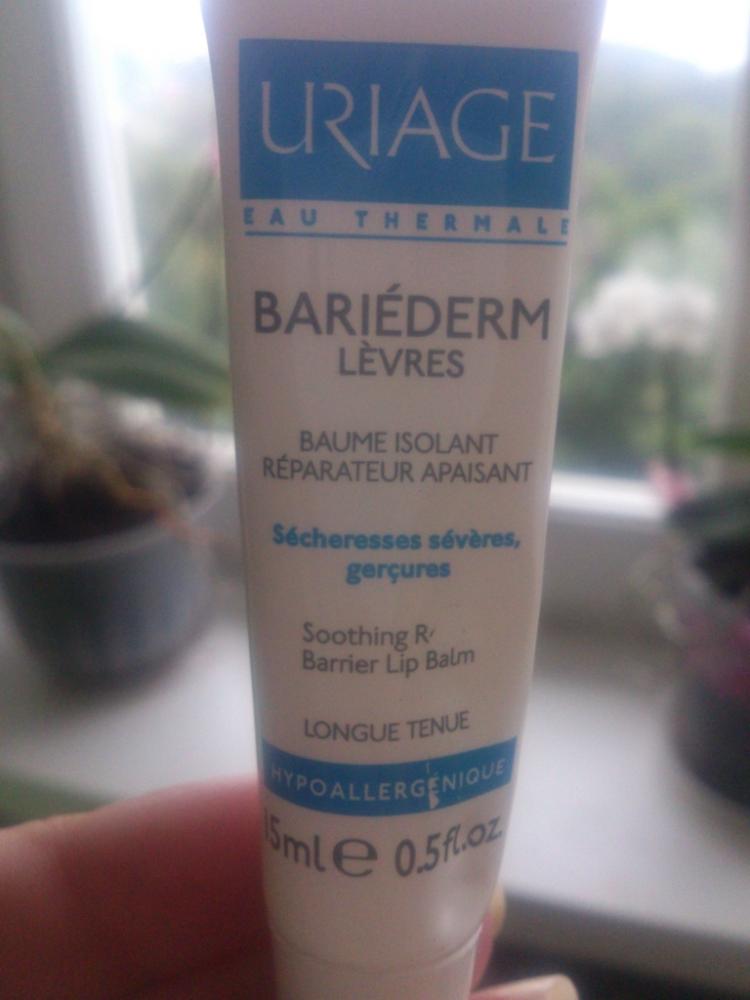 URIAGE
EAU THERMALE
BARIÉDERM
LÈVRES
BAUME ISOLANT
RÉPARATEUR APAISANT
Sécheresses sévères,
gerçures
Soothing R
Barrier Lip Balm
LONGUE TENUE
HYPOALLERGÉNIQUE
15ml e 0.5fl.oz.